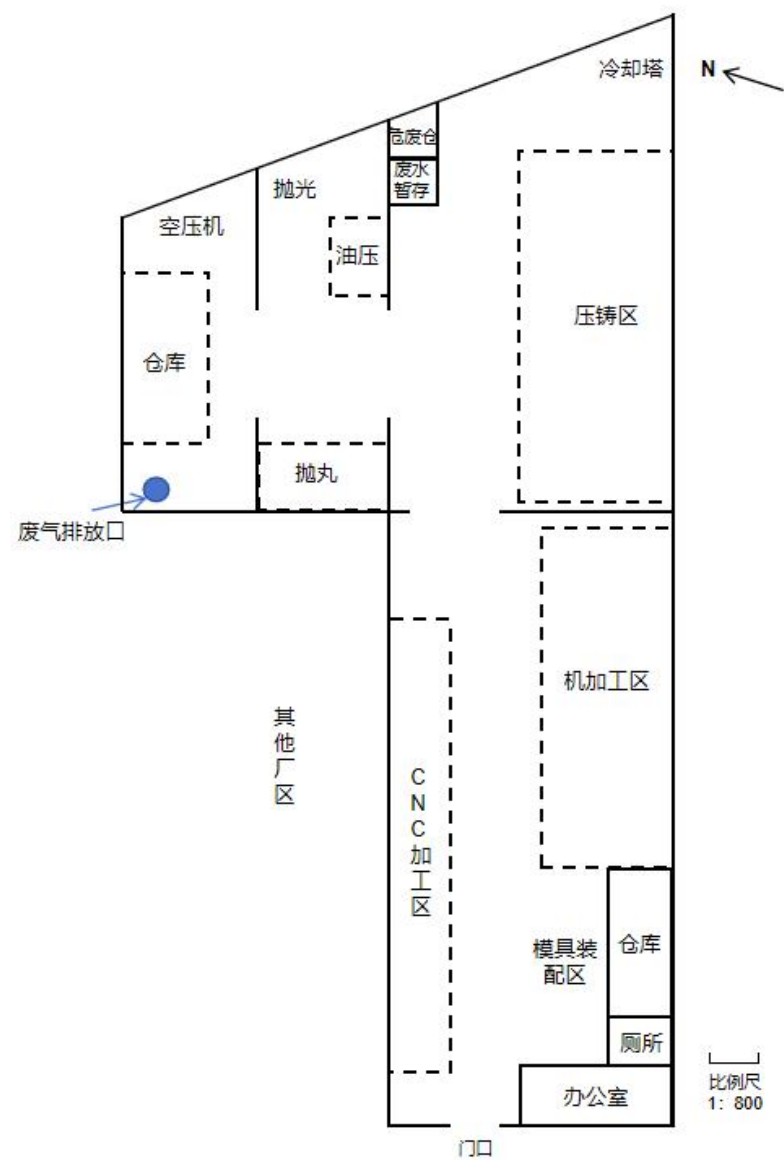 冷却塔
N
危废仓
废水
暂存
抛光
空压机
油压
压铸区
仓库
抛丸
废气排放口
机加工区
其他厂区
CNC加工区
模具装
配区
仓库
厕所
办公室
比例尺
1：800
门口